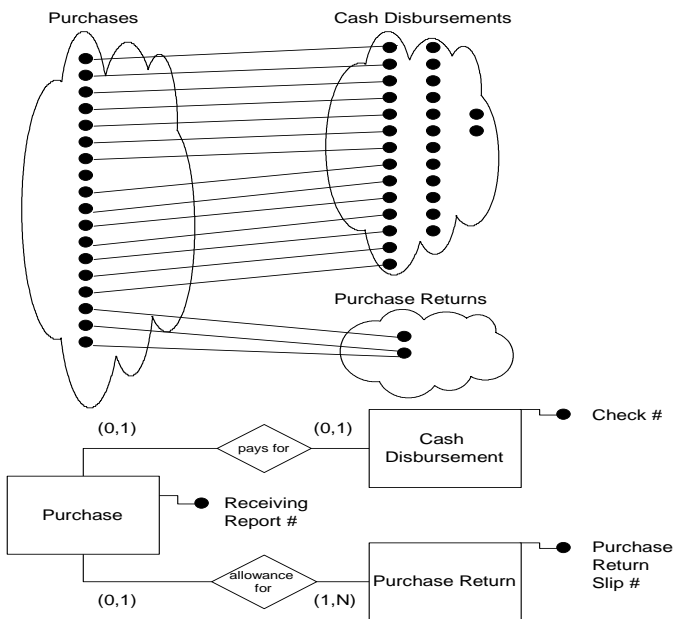 Purchases
Cash Disbursements
Purchase Returns
(0,1)
(0,1)
pays for
Cash
Disbursement
Check #
Purchase
Receiving
Report #
allowance
for
(0,1)
(1,N)
Purchase Return
Purchase
Return
Slip #